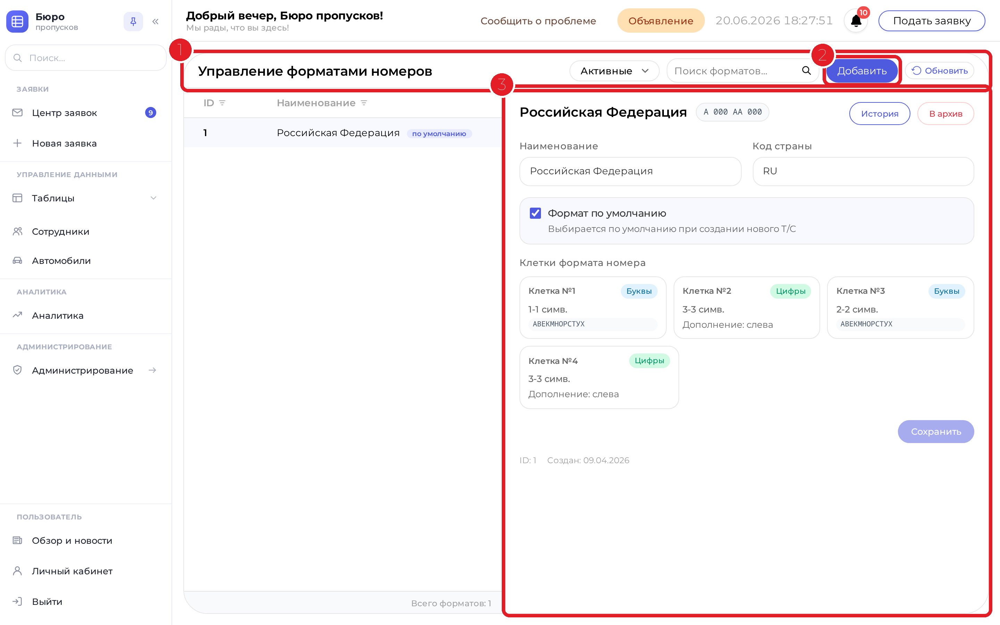 Бюро
пропусков
Поиск...
ЗАЯВКИ
Центр заявок
9
Новая заявка
УПРАВЛЕНИЕ ДАННЫМИ
Таблицы
Сотрудники
Автомобили
АНАЛИТИКА
Аналитика
АДМИНИСТРИРОВАНИЕ
Администрирование
ПОЛЬЗОВАТЕЛЬ
Обзор и новости
Личный кабинет
Выйти
Добрый вечер, Бюро пропусков!
Мы рады, что вы здесь!
Сообщить о проблеме
Объявление
20.06.2026 18:27:51
10
Подать заявку
1
Управление форматами номеров
Активные
Поиск форматов...
2
Добавить
Обновить
3
ID
Наименование
1
Российская Федерация
по умолчанию
Всего форматов: 1
Российская Федерация
А 000 АА 000
История
В архив
Наименование
Код страны
Российская Федерация
RU
Формат по умолчанию
Выбирается по умолчанию при создании нового Т/С
Клетки формата номера
Клетка №1
Буквы
1-1 симв.
АВЕКМНОРСТУХ
Клетка №2
Цифры
3-3 симв.
Дополнение: слева
Клетка №3
Буквы
2-2 симв.
АВЕКМНОРСТУХ
Клетка №4
Цифры
3-3 симв.
Дополнение: слева
Сохранить
ID: 1
Создан: 09.04.2026